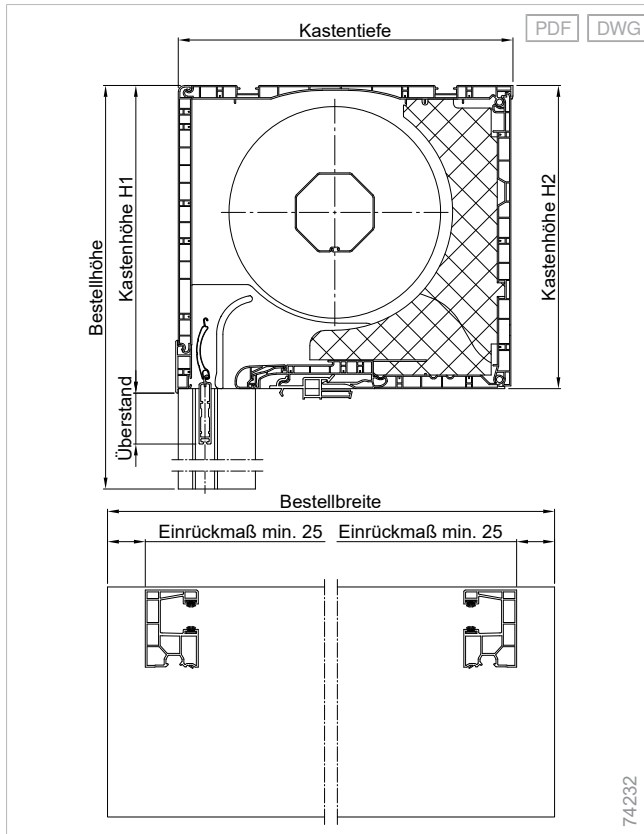 Kastentiefe
PDF
DWG
Bestellhöhe
Kastenhöhe H1
Kastenhöhe H2
Überstand
Bestellbreite
Einrückmaß min. 25
Einrückmaß min. 25
74232